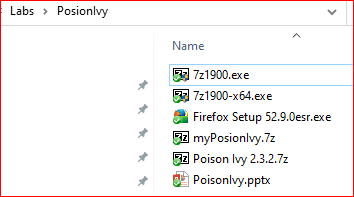 Labs > PosionIvy
Name
7z1900.exe
7z1900-x64.exe
Firefox Setup 52.9.0esr.exe
myPosionIvy.7z
Poison Ivy 2.3.2.7z
PoisonIvy.pptx